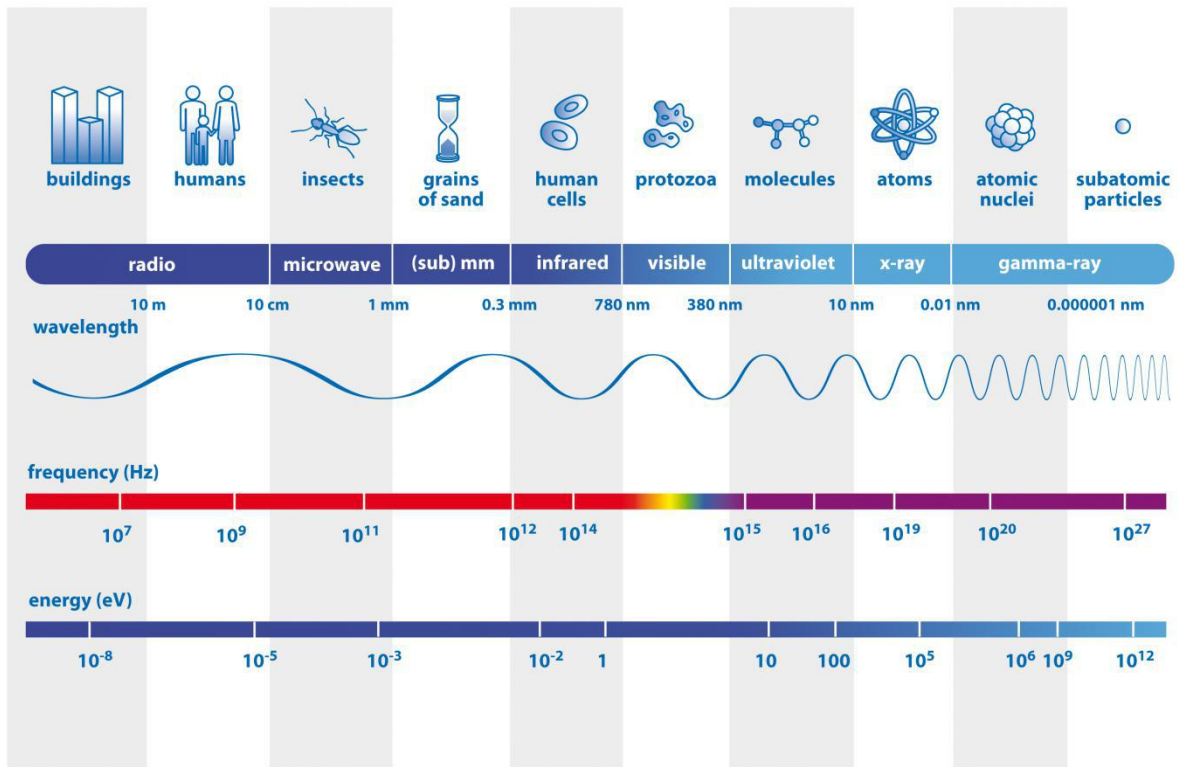 buildings
humans
insects
grains
of sand
human
cells
protozoa
molecules
atoms
atomic
nuclei
subatomic
particles
radio
microwave
(sub) mm
infrared
visible
ultraviolet
x-ray
gamma-ray
10 m
10 cm
1 mm
0.3 mm
780 nm
380 nm
10 nm
0.01 nm
0.000001 nm
wavelength
frequency (Hz)
10⁷
10⁹
10¹¹
10¹²
10¹⁴
10¹⁵
10¹⁶
10¹⁹
10²⁰
10²⁷
energy (eV)
10⁻⁸
10⁻⁵
10⁻³
10⁻²
1
10
100
10⁵
10⁶
10⁹
10¹²